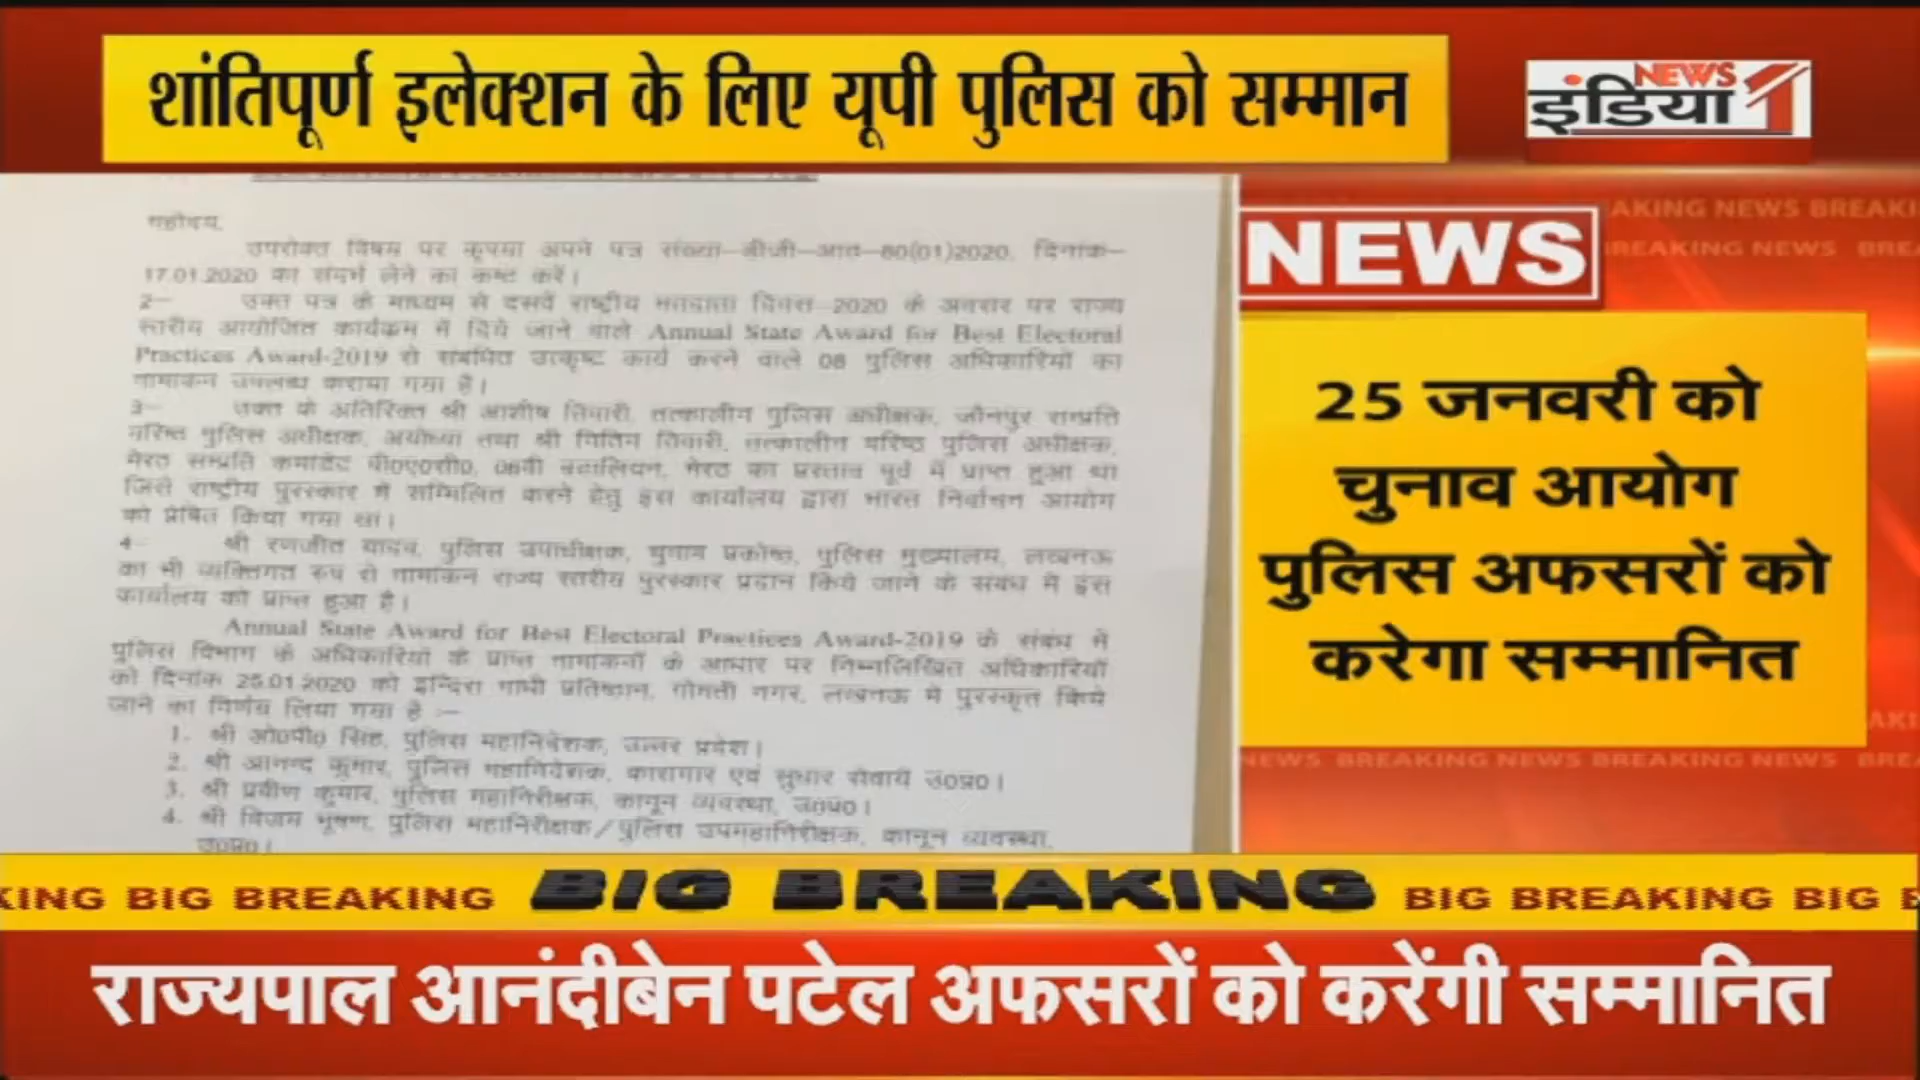 शांतिपूर्ण इलेक्शन के लिए यूपी पुलिस को सम्मान
NEWS
इंडिया 1
महोदय,
उपरोक्त विषय पर कृपया अपने पत्र संख्या-डीजी-आठ-80(01)2020, दिनांक-
17.01.2020 का संदर्भ लेने का कष्ट करें।
2- उक्त पत्र के माध्यम से दसवें राष्ट्रीय मतदाता दिवस-2020 के अवसर पर राज्य
स्तरीय आयोजित कार्यक्रम में दिये जाने वाले Annual State Award for Best Electoral
Practices Award-2019 से संबंधित उत्कृष्ट कार्य करने वाले 08 पुलिस अधिकारियों का
नामांकन उपलब्ध कराया गया है।
3- उक्त के अतिरिक्त श्री आशीष तिवारी, तत्कालीन पुलिस अधीक्षक, जौनपुर सम्प्रति
वरिष्ठ पुलिस अधीक्षक, अयोध्या तथा श्री नितिन तिवारी, तत्कालीन वरिष्ठ पुलिस अधीक्षक,
मेरठ सम्प्रति कमांडेंट पी0ए0सी0, 06वी बटालियन, मेरठ का प्रस्ताव पूर्व में प्राप्त हुआ था
जिसे राष्ट्रीय पुरस्कार में सम्मिलित करने हेतु इस कार्यालय द्वारा भारत निर्वाचन आयोग
को प्रेषित किया गया था।
4- श्री रणजीत यादव, पुलिस उपाधीक्षक, चुनाव प्रकोष्ठ, पुलिस मुख्यालय, लखनऊ
का भी व्यक्तिगत रूप से नामांकन राज्य स्तरीय पुरस्कार प्रदान किये जाने के संबंध में इस
कार्यालय को प्राप्त हुआ है।
Annual State Award for Best Electoral Practices Award-2019 के संबंध में
पुलिस विभाग के अधिकारियों के प्राप्त नामांकनों के आधार पर निम्नलिखित अधिकारियों
को दिनांक 25.01.2020 को इन्दिरा गांधी प्रतिष्ठान, गोमती नगर, लखनऊ में पुरस्कृत किये
जाने का निर्णय लिया गया है :-
1. श्री ओ0पी0 सिंह, पुलिस महानिदेशक, उत्तर प्रदेश।
2. श्री आनन्द कुमार, पुलिस महानिदेशक, कारागार एवं सुधार सेवायें उ0प्र0।
3. श्री प्रवीण कुमार, पुलिस महानिरीक्षक, कानून व्यवस्था, उ0प्र0।
4. श्री विजय भूषण, पुलिस महानिरीक्षक/पुलिस उपमहानिरीक्षक, कानून व्यवस्था,
उ0प्र0।
NEWS
25 जनवरी को
चुनाव आयोग
पुलिस अफसरों को
करेगा सम्मानित
BIG BREAKING BIG BREAKING BIG BREAKING BIG
राज्यपाल आनंदीबेन पटेल अफसरों को करेंगी सम्मानित